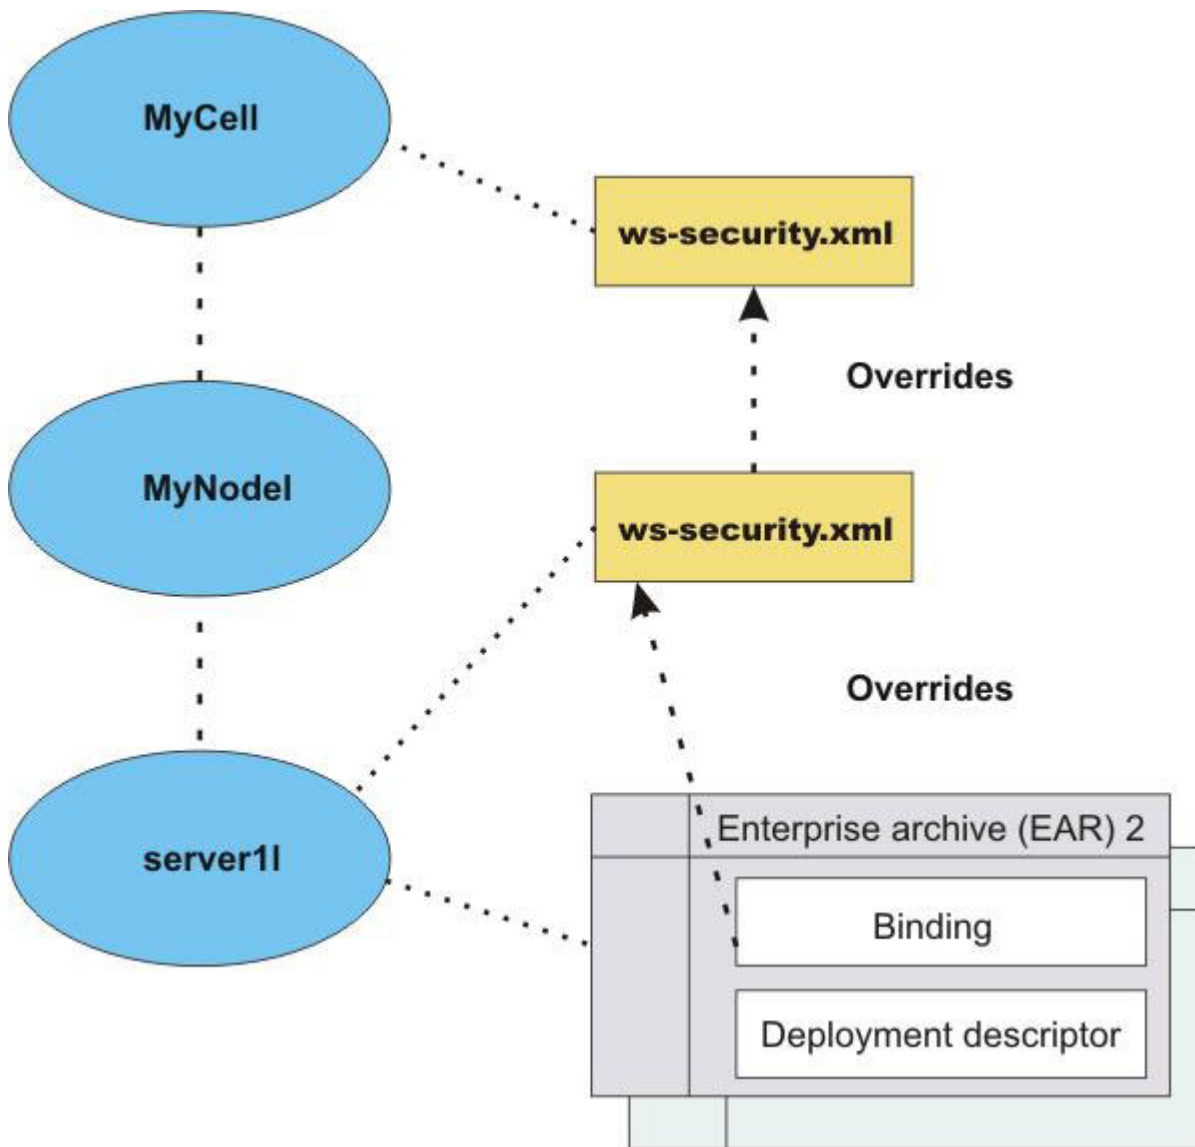 MyCell
ws-security.xml
Overrides
MyNodel
ws-security.xml
Overrides
Enterprise archive (EAR) 2
server1l
Binding
Deployment descriptor